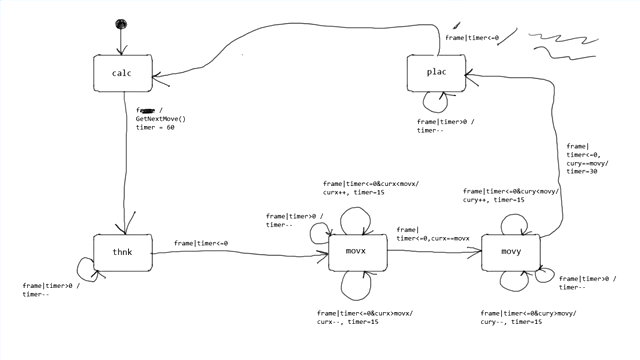 frame|timer<=0 /
calc
plac
/
GetNextMove()
timer = 60
frame|timer>0 /
timer--
frame|
timer<=0,
cury==movy/
timer=30
frame|timer<=0&curx<movx/
curx++, timer=15
frame|timer<=0&cury<movy/
cury++, timer=15
frame|timer>0 /
timer--
frame|
timer<=0,curx==movx
frame|timer<=0
thnk
movx
movy
frame|timer>0 /
timer--
frame|timer>0 /
timer--
frame|timer<=0&curx>movx/
curx--, timer=15
frame|timer<=0&cury>movy/
cury--, timer=15